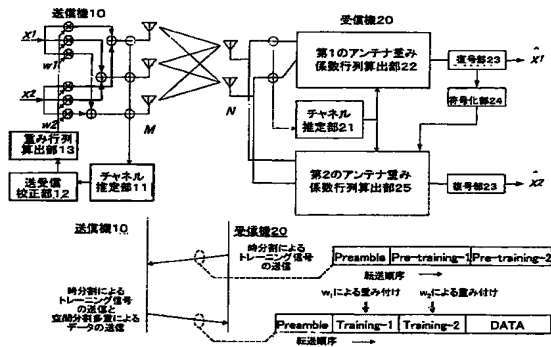 送信機10
受信機20
X1
w1
X2
w2
M
N
重み行列
算出部13
送受信
校正部12
チャネル
推定部11
第1のアンテナ重み
係数行列算出部22
チャネル
推定部21
第2のアンテナ重み
係数行列算出部25
復号部23
X̂1
符号化部24
復号部23
X̂2
送信機10
受信機20
時分割による
トレーニング信号
の送信
Preamble Pre-training-1 Pre-training-2
転送順序
時分割による
トレーニング信号
の送信と
空間分割多重による
データの送信
w₁による重み付け w₂による重み付け
Preamble Training-1 Training-2 DATA
転送順序